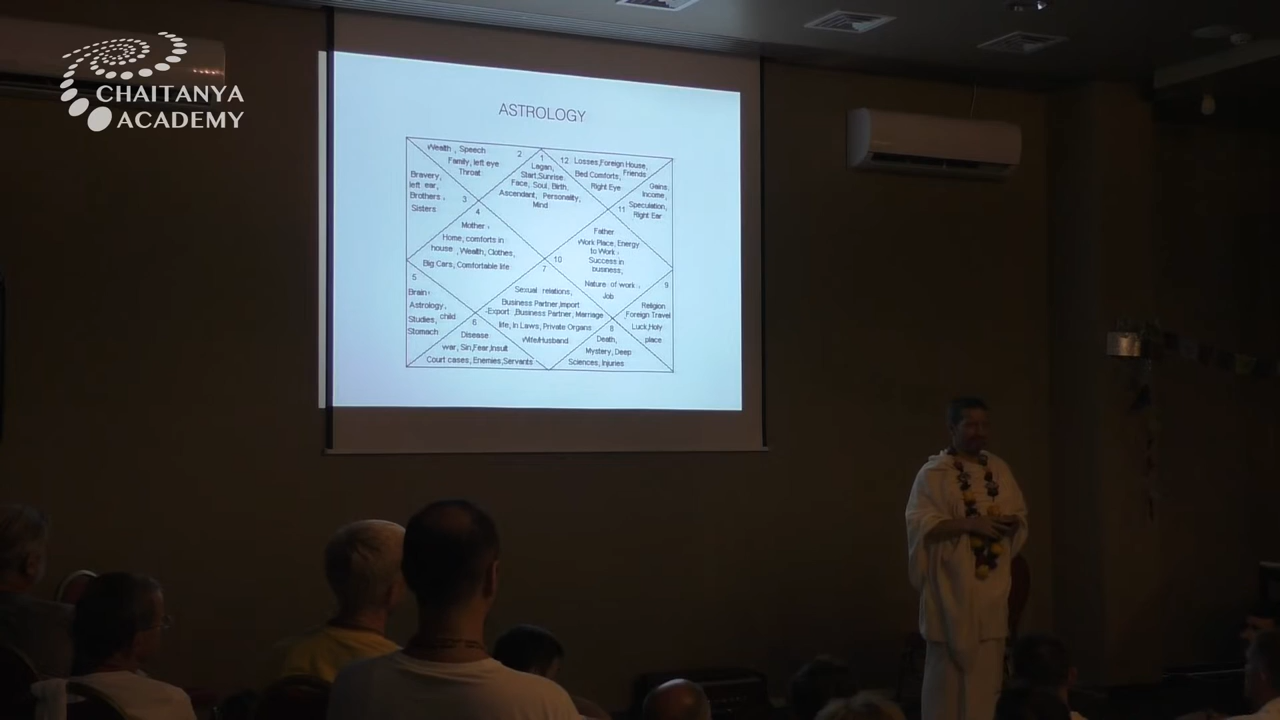 CHAITANYA
ACADEMY
ASTROLOGY
Wealth , Speech
2
Family, left eye
Throat
1
Lagan,
Start,Sunrise.
Face, Soul, Birth,
Ascendant, Personality,
Mind
12
Losses,Foreign House,
Bed Comforts, Friends
Right Eye
Bravery,
left ear,
Brothers ,
Sisters
3
Gains,
Income,
Speculation,
Right Ear
11
4
Mother ,
Home, comforts in
house , Wealth, Clothes,
Big Cars, Comfortable life
Father
Work Place, Energy
to Work ,
Success in
business,
10
Nature of work ,
Job
5
Brain,
Astrology,
Studies, child
Stomach
7
Sexual relations,
Business Partner,Import
-Export ,Business Partner, Marriage
life, In Laws, Private Organs
Wife/Husband
9
Religion
Foreign Travel
Luck,Holy
place
6
Disease
war, Sin,Fear,Insult
Court cases, Enemies,Servants
8
Death,
Mystery, Deep
Sciences, Injuries